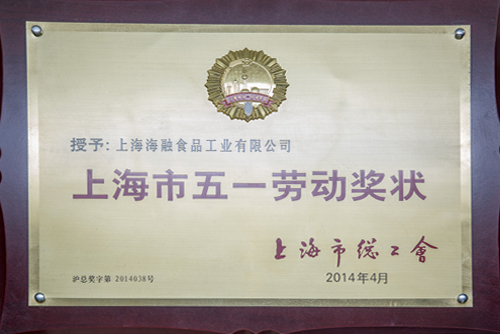 授予:上海海融食品工业有限公司
上海市五一劳动奖状
上海市总工會
沪总奖字第 2014038号
2014年4月